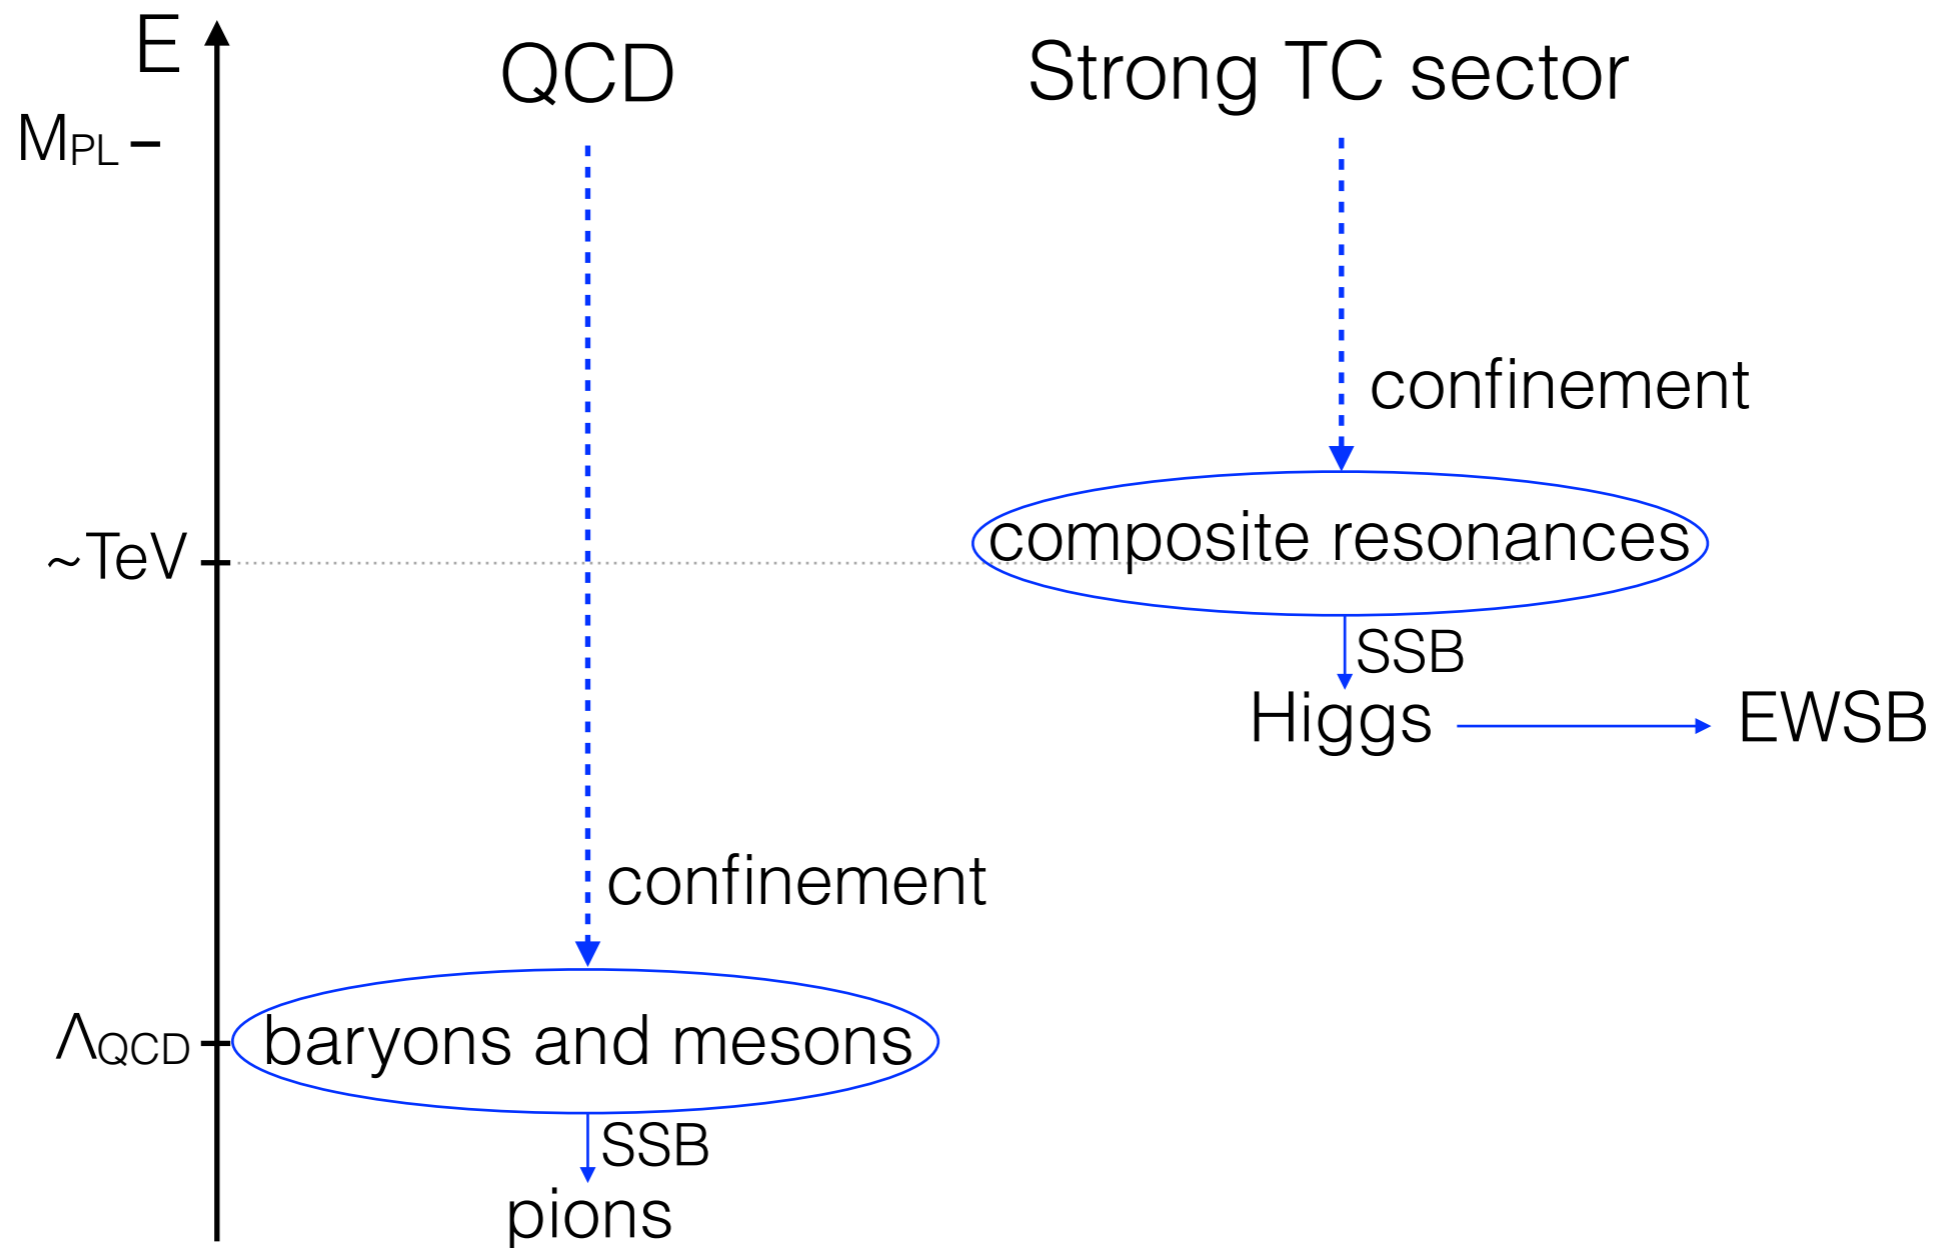 E
QCD
Strong TC sector
MPL
confinement
~TeV
composite resonances
SSB
Higgs
EWSB
confinement
ΛQCD
baryons and mesons
SSB
pions